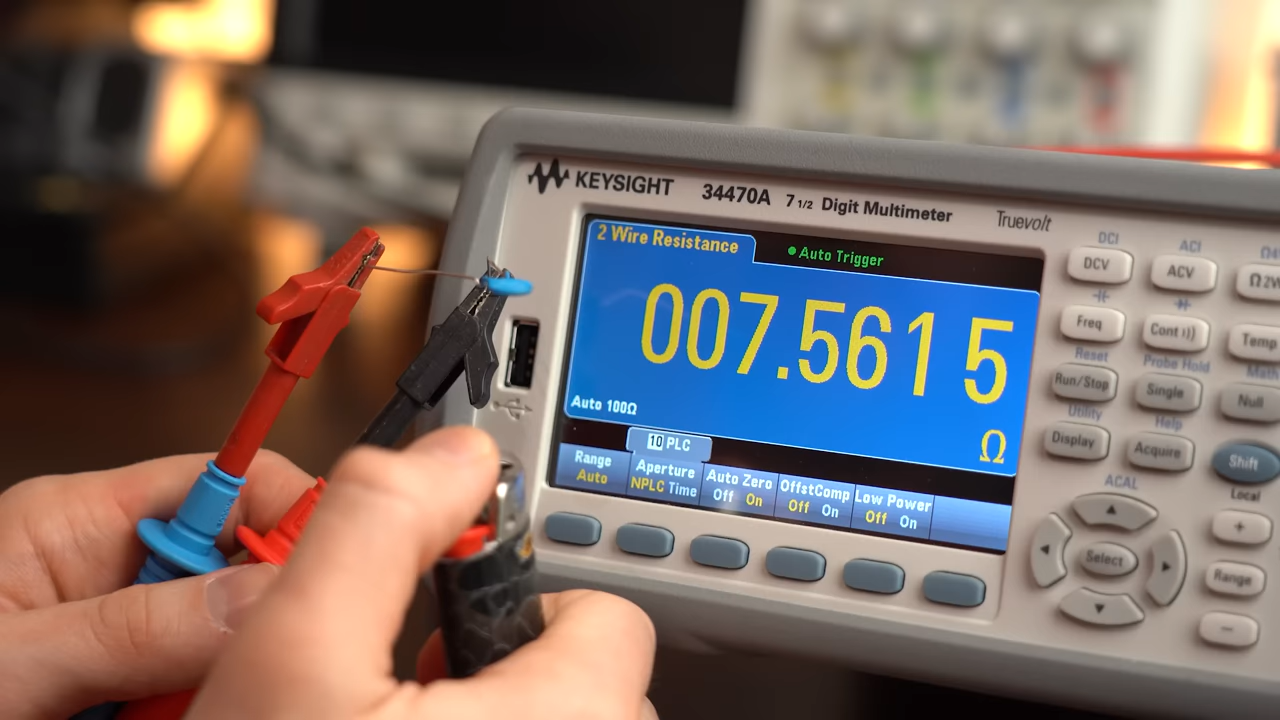 KEYSIGHT 34470A 7 1/2 Digit Multimeter Truevolt
2 Wire Resistance
Auto Trigger
007.561 5
Auto 100Ω
Ω
10 PLC
Range
Auto
Aperture
NPLC Time
Auto Zero
Off On
OffstComp
Off On
Low Power
Off On
DCI
ACI
DCV
ACV
Freq
Cont
Temp
Reset
Probe Hold
Run/Stop
Single
Null
Utility
Help
Display
Acquire
Shift
Local
ACAL
Select
+
Range
−